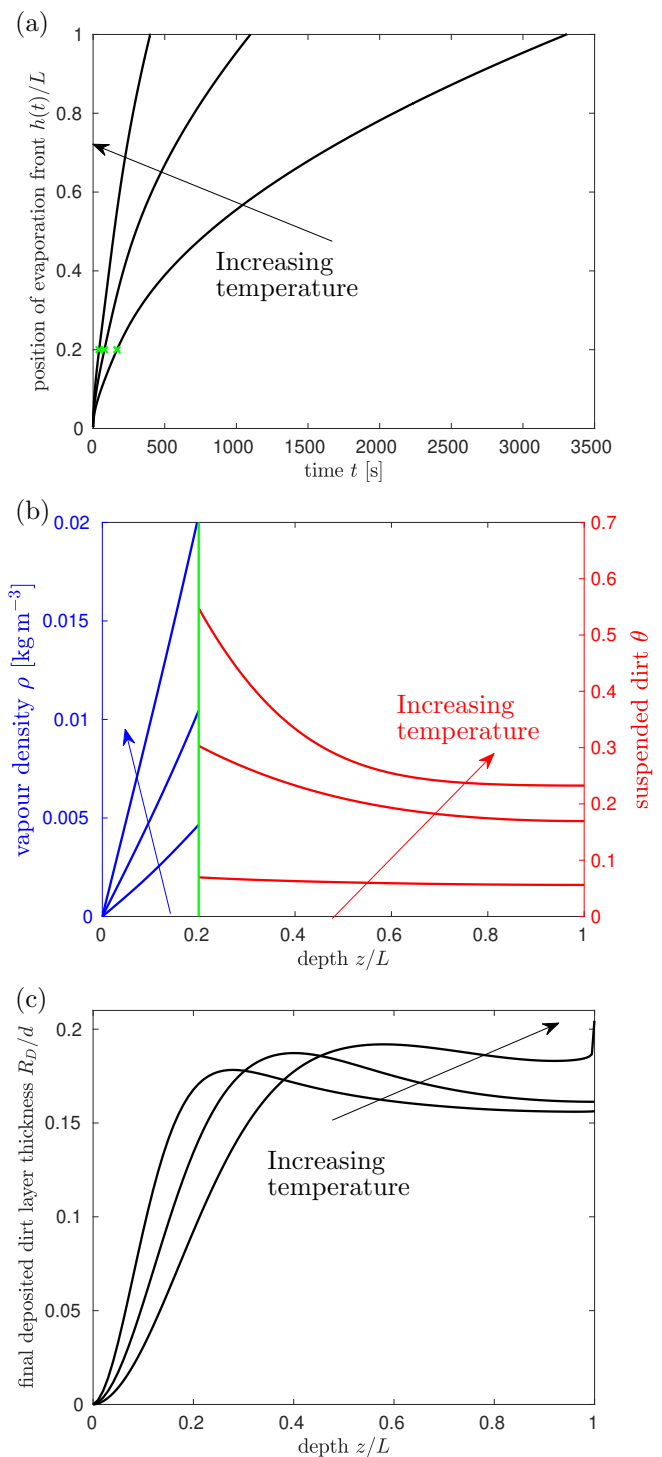 (a)
position of evaporation front h(t)/L
1
0.8
0.6
0.4
0.2
0
Increasing
temperature
0 500 1000 1500 2000 2500 3000 3500
time t [s]
(b)
vapour density ρ [kg m⁻³]
0.02
0.015
0.01
0.005
0
Increasing
temperature
0.7
0.6
0.5
0.4
0.3
0.2
0.1
0
suspended dirt θ
0 0.2 0.4 0.6 0.8 1
depth z/L
(c)
final deposited dirt layer thickness R_D/d
0.2
0.15
0.1
0.05
0
Increasing
temperature
0 0.2 0.4 0.6 0.8 1
depth z/L